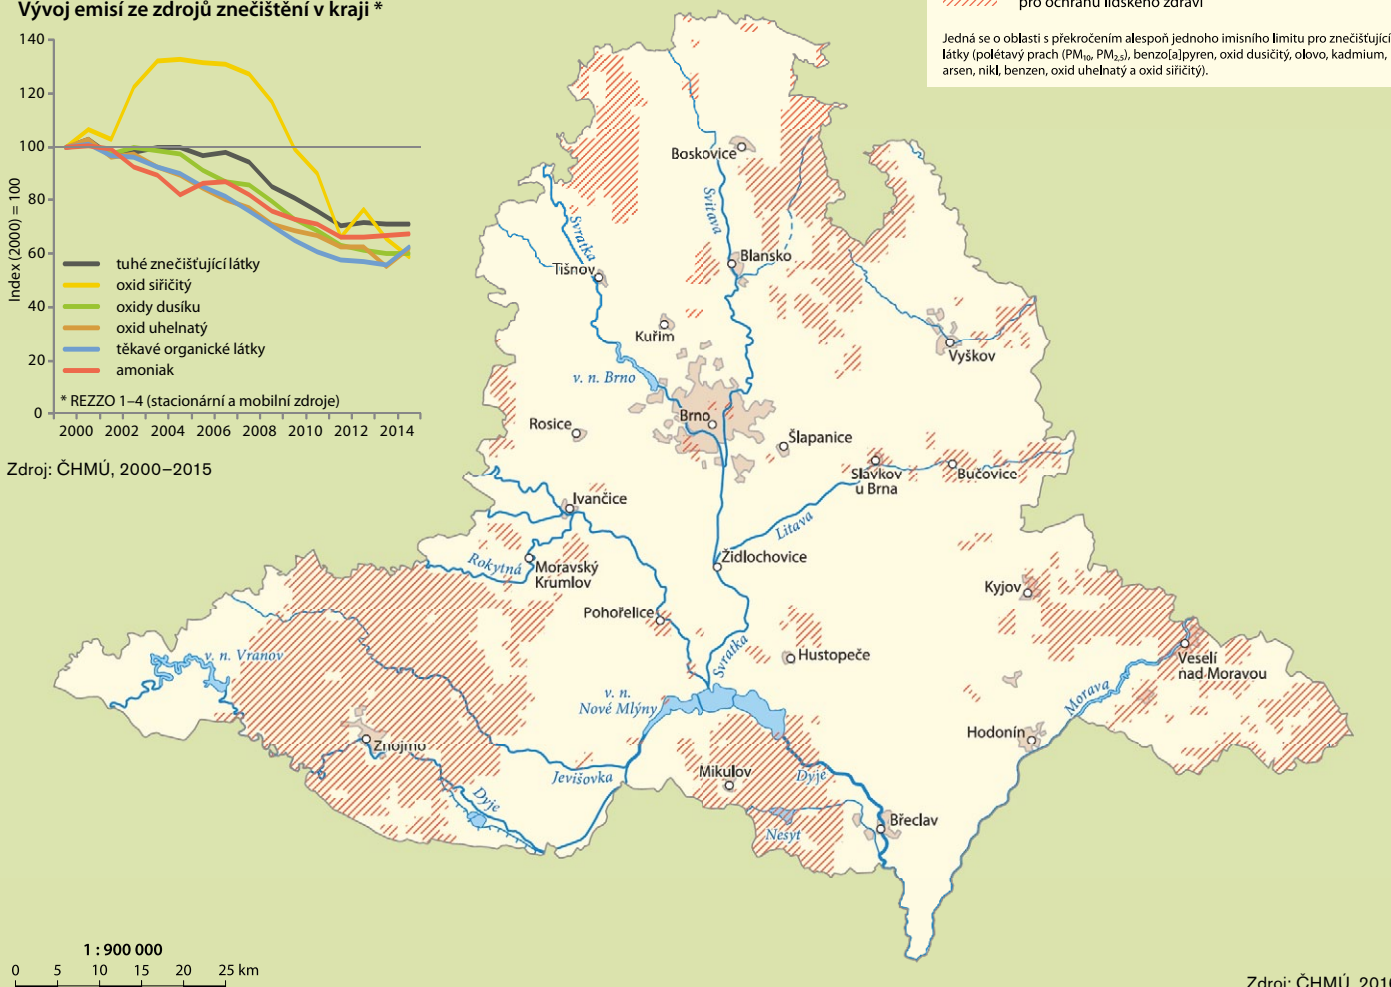 Vývoj emisí ze zdrojů znečištění v kraji *
140
120
100
80
60
40
20
0
Index (2000) = 100
tuhé znečišťující látky
oxid siřičitý
oxidy dusíku
oxid uhelnatý
těkavé organické látky
amoniak
* REZZO 1–4 (stacionární a mobilní zdroje)
2000 2002 2004 2006 2008 2010 2012 2014
Zdroj: ČHMÚ, 2000–2015
pro ochranu lidského zdraví
Jedná se o oblasti s překročením alespoň jednoho imisního limitu pro znečišťující
látky (polétavý prach (PM₁₀, PM₂,₅), benzo[a]pyren, oxid dusičitý, olovo, kadmium,
arsen, nikl, benzen, oxid uhelnatý a oxid siřičitý).
Boskovice
Svitava
Svratka
Blansko
Tišnov
Kuřim
Vyškov
v. n. Brno
Brno
Rosice
Šlapanice
Slavkov
u Brna
Bučovice
Ivančice
Litava
Židlochovice
Rokytná
Moravský
Krumlov
Kyjov
Pohořelice
v. n. Vranov
Svratka
Hustopeče
Veselí
nad Moravou
v. n.
Nové Mlýny
Morava
Hodonín
Znojmo
Jevišovka
Mikulov
Dyje
Dyje
Nesyt
Břeclav
1 : 900 000
0 5 10 15 20 25 km
Zdroj: ČHMÚ, 2016